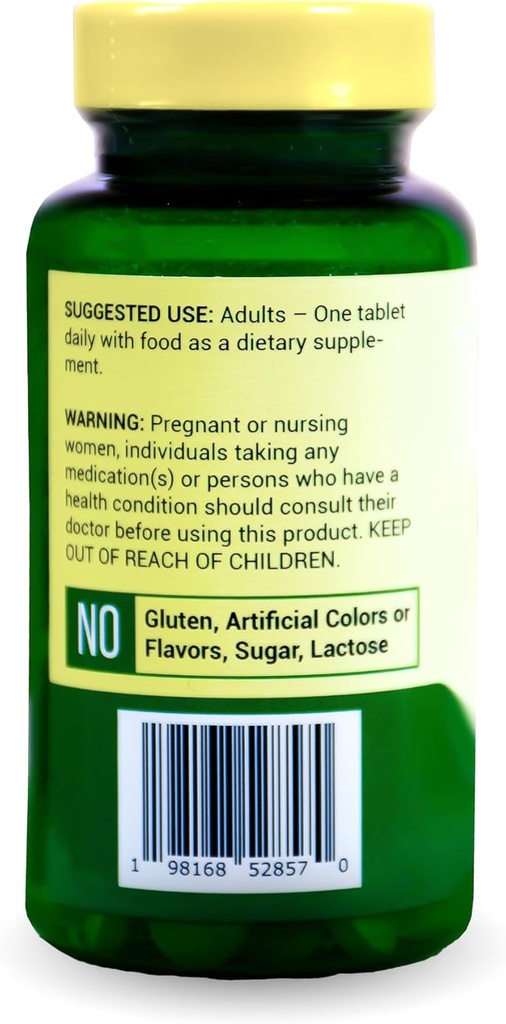 SUGGESTED USE: Adults – One tablet
daily with food as a dietary supple-
ment.
WARNING: Pregnant or nursing
women, individuals taking any
medication(s) or persons who have a
health condition should consult their
doctor before using this product. KEEP
OUT OF REACH OF CHILDREN.
NO
Gluten, Artificial Colors or
Flavors, Sugar, Lactose
1 98168 52857 0